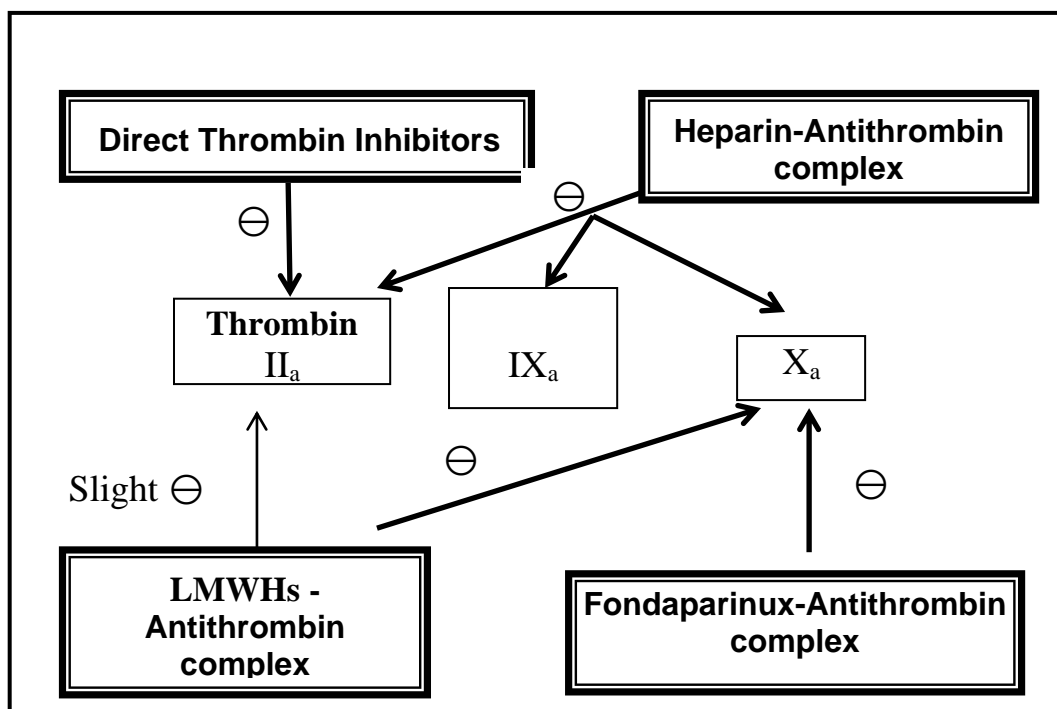 Direct Thrombin Inhibitors
Heparin-Antithrombin
complex
⊖
⊖
Thrombin
IIₐ
IXₐ
Xₐ
⊖
Slight ⊖
⊖
LMWHs -
Antithrombin
complex
Fondaparinux-Antithrombin
complex